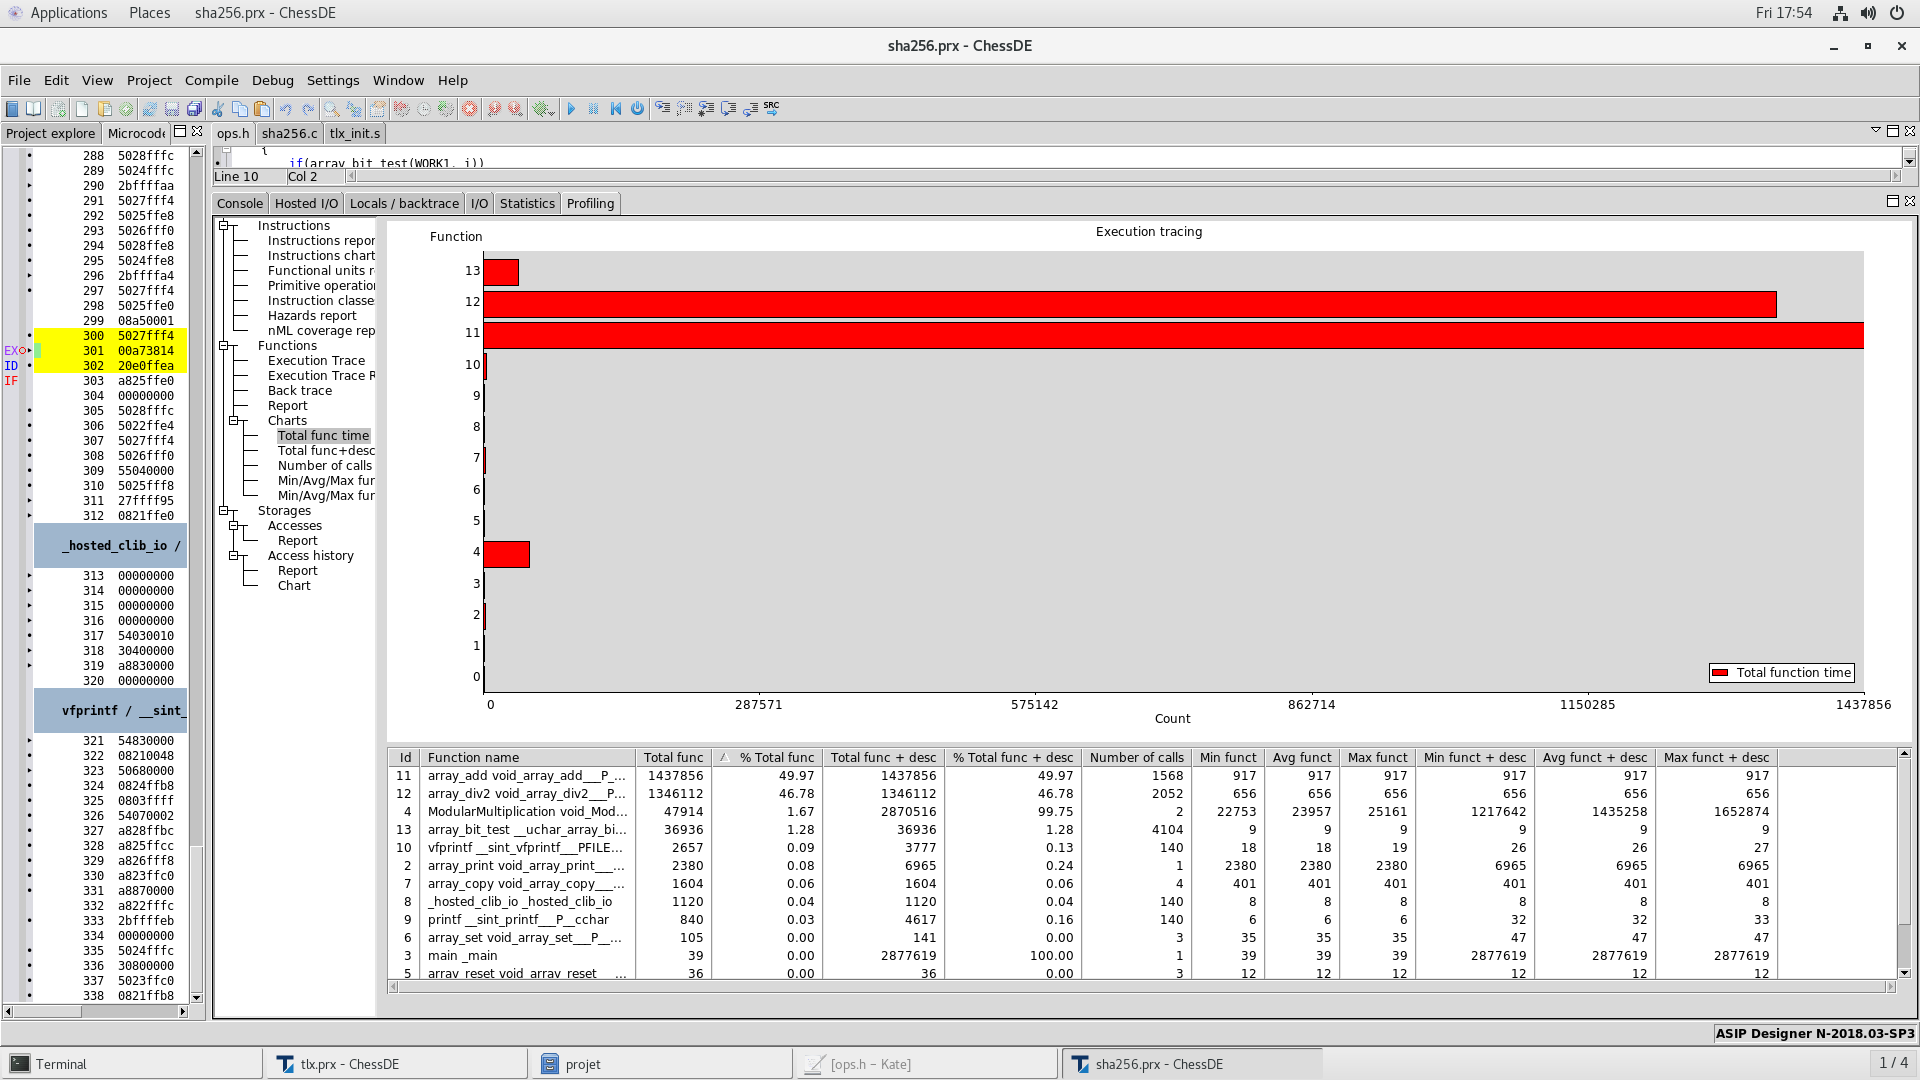 Applications Places sha256.prx - ChessDE Fri 17:54
sha256.prx - ChessDE
File Edit View Project Compile Debug Settings Window Help
SRC
Project explore Microcod ops.h sha256.c tlx_init.s
{
if(array_bit_test(WORK1, i))
Line 10 Col 2
Console Hosted I/O Locals / backtrace I/O Statistics Profiling
288 5028fffc
289 5024fffc
290 2bffffaa
291 5027fff4
292 5025ffe8
293 5026fff0
294 5028ffe8
295 5024ffe8
296 2bffffa4
297 5027fff4
298 5025ffe0
299 08a50001
300 5027fff4
EX 301 00a73814
ID 302 20e0ffea
IF 303 a825ffe0
304 00000000
305 5028fffc
306 5022ffe4
307 5027fff4
308 5026fff0
309 55040000
310 5025fff8
311 27ffff95
312 0821ffe0
_hosted_clib_io /
313 00000000
314 00000000
315 00000000
316 00000000
317 54030010
318 30400000
319 a8830000
320 00000000
vfprintf / __sint_
321 54830000
322 08210048
323 50680000
324 0824ffb8
325 0803ffff
326 54070002
327 a828ffbc
328 a825ffcc
329 a826fff8
330 a823ffc0
331 a8870000
332 a822fffc
333 2bffffeb
334 00000000
335 5024fffc
336 30800000
337 5023ffc0
338 0821ffb8
Instructions
Instructions repor
Instructions chart
Functional units r
Primitive operatio
Instruction classe
Hazards report
nML coverage rep
Functions
Execution Trace
Execution Trace R
Back trace
Report
Charts
Total func time
Total func+desc
Number of calls
Min/Avg/Max fur
Min/Avg/Max fur
Storages
Accesses
Report
Access history
Report
Chart
Execution tracing
Function
13
12
11
10
9
8
7
6
5
4
3
2
1
0
Total function time
0 287571 575142 862714 1150285 1437856
Count
Id Function name Total func % Total func Total func + desc % Total func + desc Number of calls Min funct Avg funct Max funct Min funct + desc Avg funct + desc Max funct + desc
11 array_add void_array_add___P_... 1437856 49.97 1437856 49.97 1568 917 917 917 917 917 917
12 array_div2 void_array_div2___P... 1346112 46.78 1346112 46.78 2052 656 656 656 656 656 656
4 ModularMultiplication void_Mod... 47914 1.67 2870516 99.75 2 22753 23957 25161 1217642 1435258 1652874
13 array_bit_test __uchar_array_bi... 36936 1.28 36936 1.28 4104 9 9 9 9 9 9
10 vfprintf __sint_vfprintf___PFILE... 2657 0.09 3777 0.13 140 18 18 19 26 26 27
2 array_print void_array_print___... 2380 0.08 6965 0.24 1 2380 2380 2380 6965 6965 6965
7 array_copy void_array_copy___... 1604 0.06 1604 0.06 4 401 401 401 401 401 401
8 _hosted_clib_io _hosted_clib_io 1120 0.04 1120 0.04 140 8 8 8 8 8 8
9 printf __sint_printf___P__cchar 840 0.03 4617 0.16 140 6 6 6 32 32 33
6 array_set void_array_set___P__... 105 0.00 141 0.00 3 35 35 35 47 47 47
3 main _main 39 0.00 2877619 100.00 1 39 39 39 2877619 2877619 2877619
5 array_reset void_array_reset ... 36 0.00 36 0.00 3 12 12 12 12 12 12
ASIP Designer N-2018.03-SP3
Terminal tlx.prx - ChessDE projet [ops.h – Kate] sha256.prx - ChessDE 1 / 4